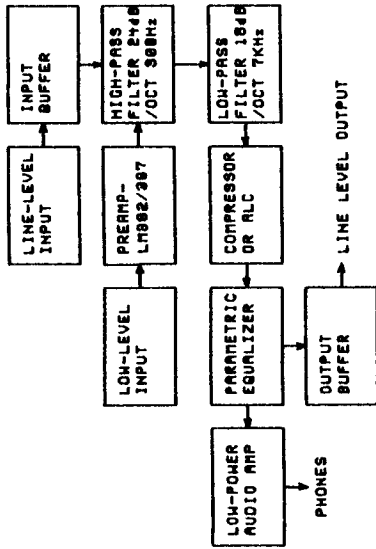 LINE-LEVEL
INPUT
INPUT
BUFFER
LOW-LEVEL
INPUT
PREAMP-
LM382/387
HIGH-PASS
FILTER 24dB
/OCT 300Hz
LOW-POWER
AUDIO AMP
PARAMETRIC
EQUALIZER
COMPRESSOR
OR ALC
LOW-PASS
FILTER 18dB
/OCT 7KHz
PHONES
OUTPUT
BUFFER
LINE LEVEL OUTPUT